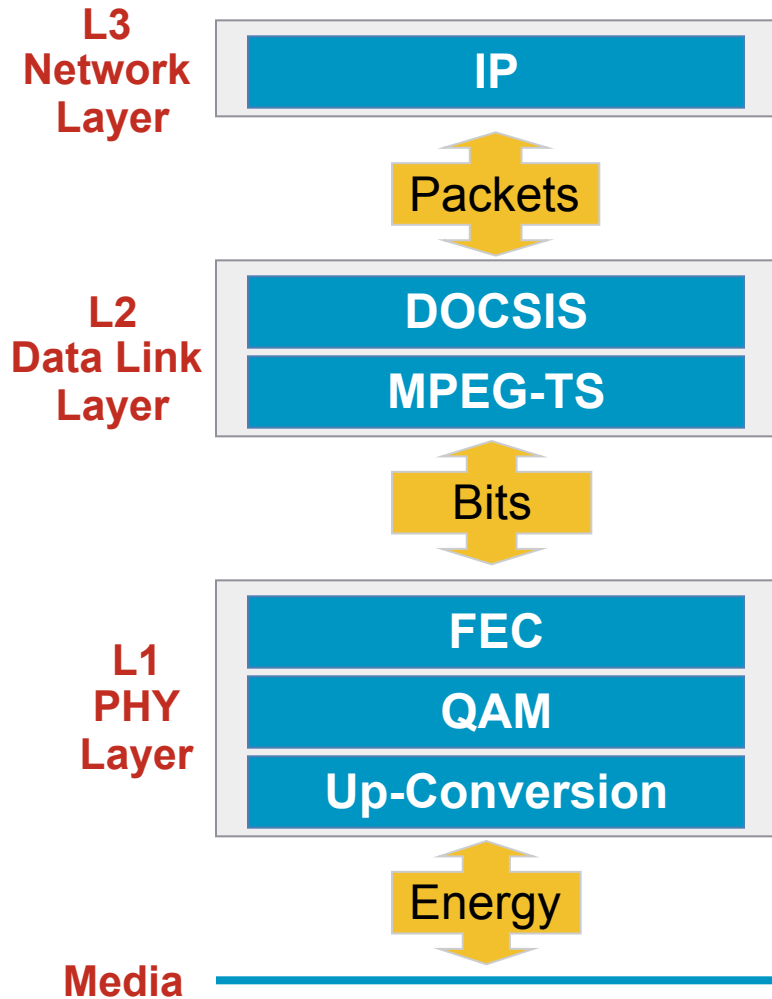 L3
Network
Layer
IP
Packets
L2
Data Link
Layer
DOCSIS
MPEG-TS
Bits
L1
PHY
Layer
FEC
QAM
Up-Conversion
Energy
Media